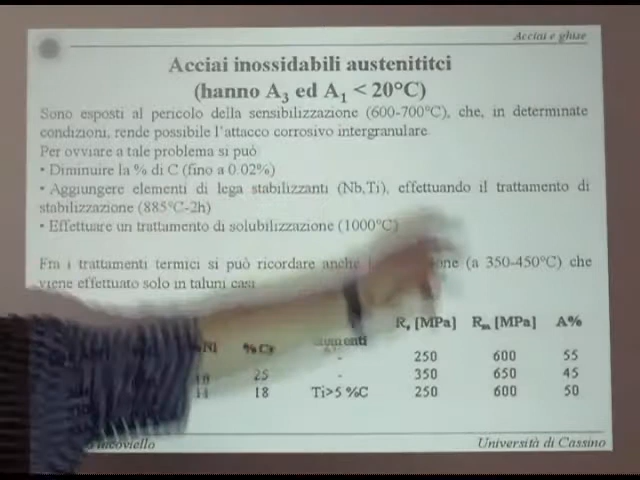 Acciai e ghise
Acciai inossidabili austenititci
(hanno A3 ed A1 < 20°C)
Sono esposti al pericolo della sensibilizzazione (600-700°C), che, in determinate
condizioni, rende possibile l'attacco corrosivo intergranulare
Per ovviare a tale problema si può
• Diminuire la % di C (fino a 0.02%)
• Aggiungere elementi di lega stabilizzanti (Nb,Ti), effettuando il trattamento di
stabilizzazione (885°C-2h)
• Effettuare un trattamento di solubilizzazione (1000°C)
Fra i trattamenti termici si può ricordare anche (a 350-450°C) che
viene effettuato solo in taluni casi
%Ni %Cr Rs [MPa] Rm [MPa] A%
- 250 600 55
25 - 350 650 45
18 Ti>5 %C 250 600 50
Iacoviello Università di Cassino